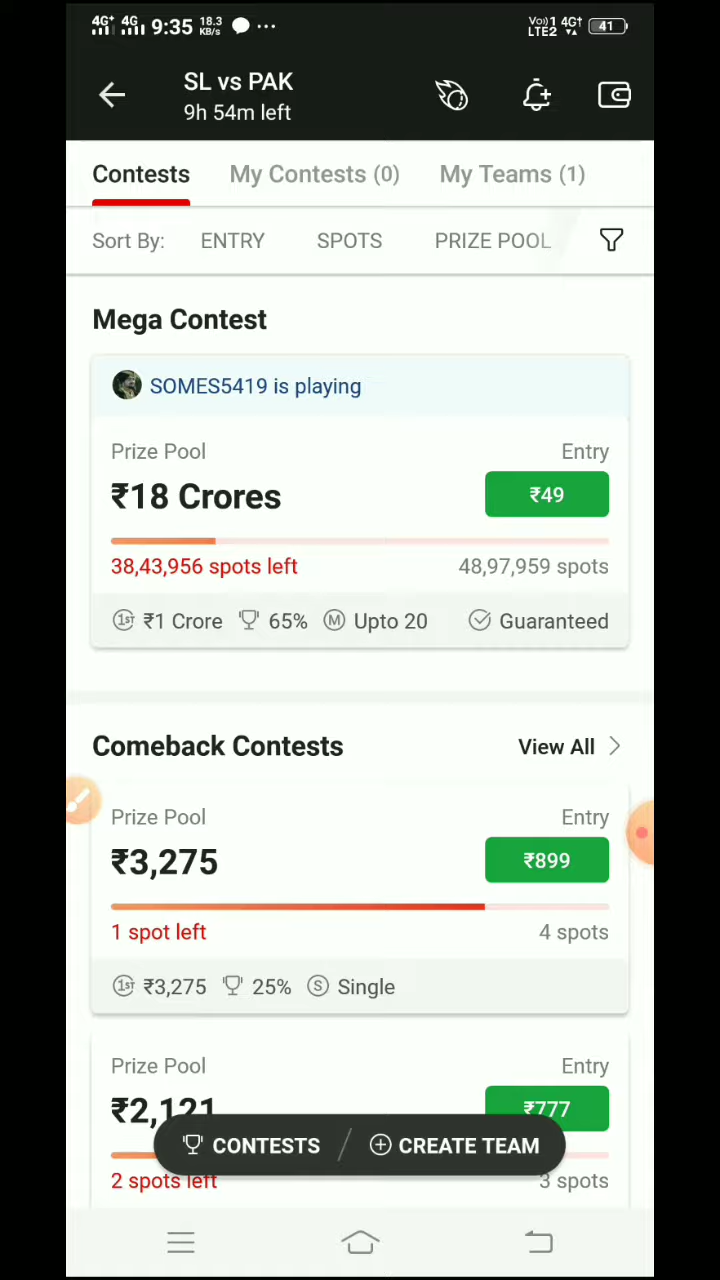 4G+ 4G 9:35 18.3 KB/s ... Vo)) 1 LTE2 4G† 41
SL vs PAK
9h 54m left
Contests My Contests (0) My Teams (1)
Sort By: ENTRY SPOTS PRIZE POOL
Mega Contest
SOMES5419 is playing
Prize Pool Entry
₹18 Crores ₹49
38,43,956 spots left 48,97,959 spots
1ST ₹1 Crore 65% M Upto 20 Guaranteed
Comeback Contests View All
Prize Pool Entry
₹3,275 ₹899
1 spot left 4 spots
1ST ₹3,275 25% S Single
Prize Pool Entry
₹2,121 ₹777
CONTESTS / CREATE TEAM
2 spots left 3 spots